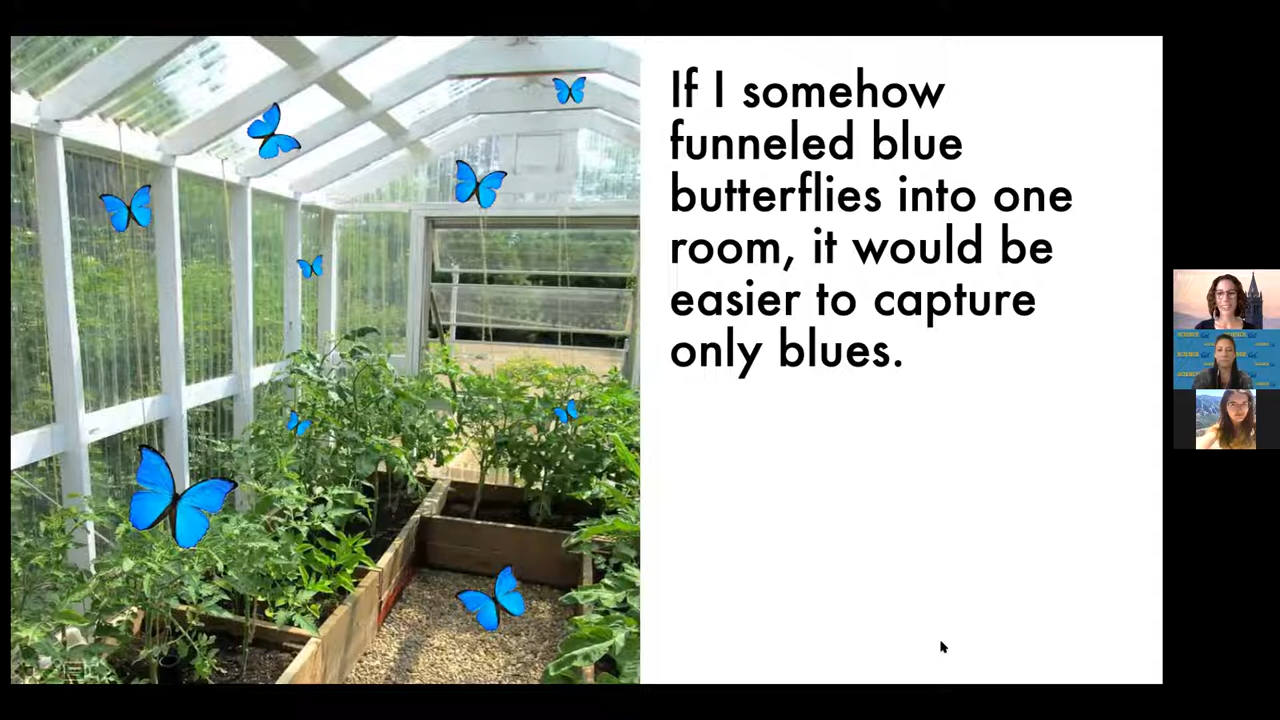 If I somehow
funneled blue
butterflies into one
room, it would be
easier to capture
only blues.